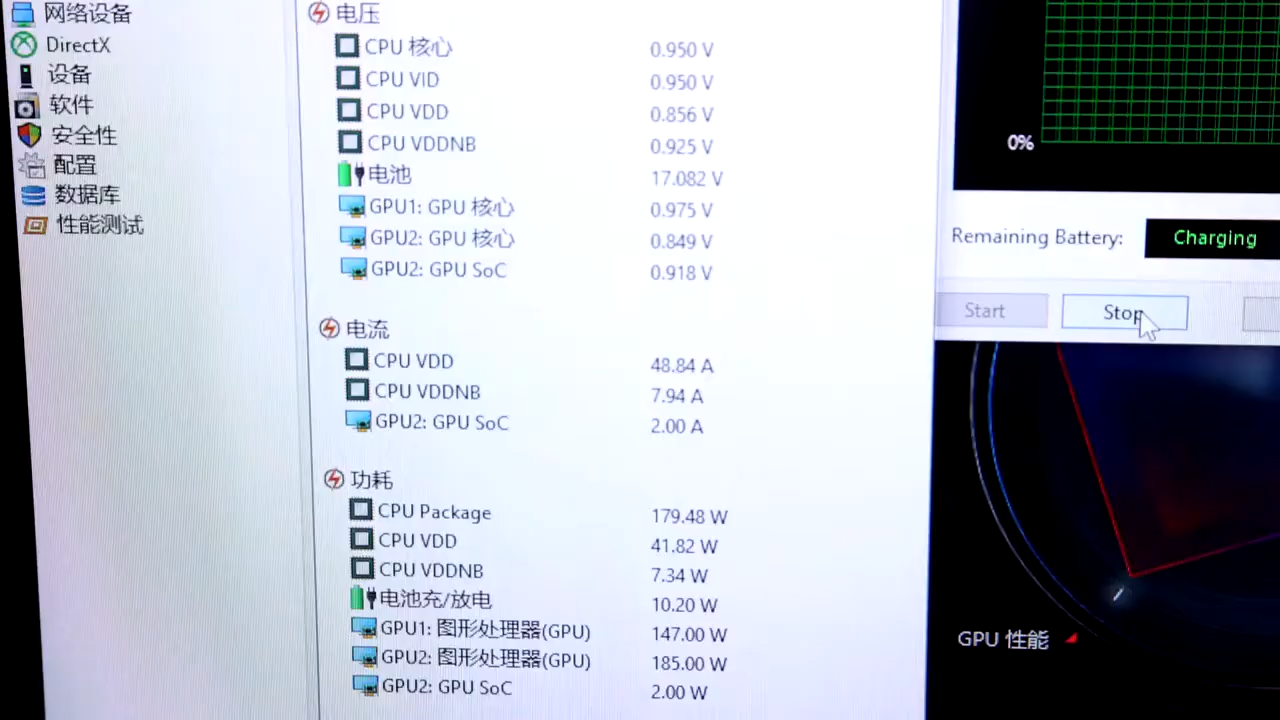 网络设备
DirectX
设备
软件
安全性
配置
数据库
性能测试
电压
CPU 核心 0.950 V
CPU VID 0.950 V
CPU VDD 0.856 V
CPU VDDNB 0.925 V
电池 17.082 V
GPU1: GPU 核心 0.975 V
GPU2: GPU 核心 0.849 V
GPU2: GPU SoC 0.918 V
电流
CPU VDD 48.84 A
CPU VDDNB 7.94 A
GPU2: GPU SoC 2.00 A
功耗
CPU Package 179.48 W
CPU VDD 41.82 W
CPU VDDNB 7.34 W
电池充/放电 10.20 W
GPU1: 图形处理器(GPU) 147.00 W
GPU2: 图形处理器(GPU) 185.00 W
GPU2: GPU SoC 2.00 W
0%
Remaining Battery: Charging
Start Stop
GPU 性能